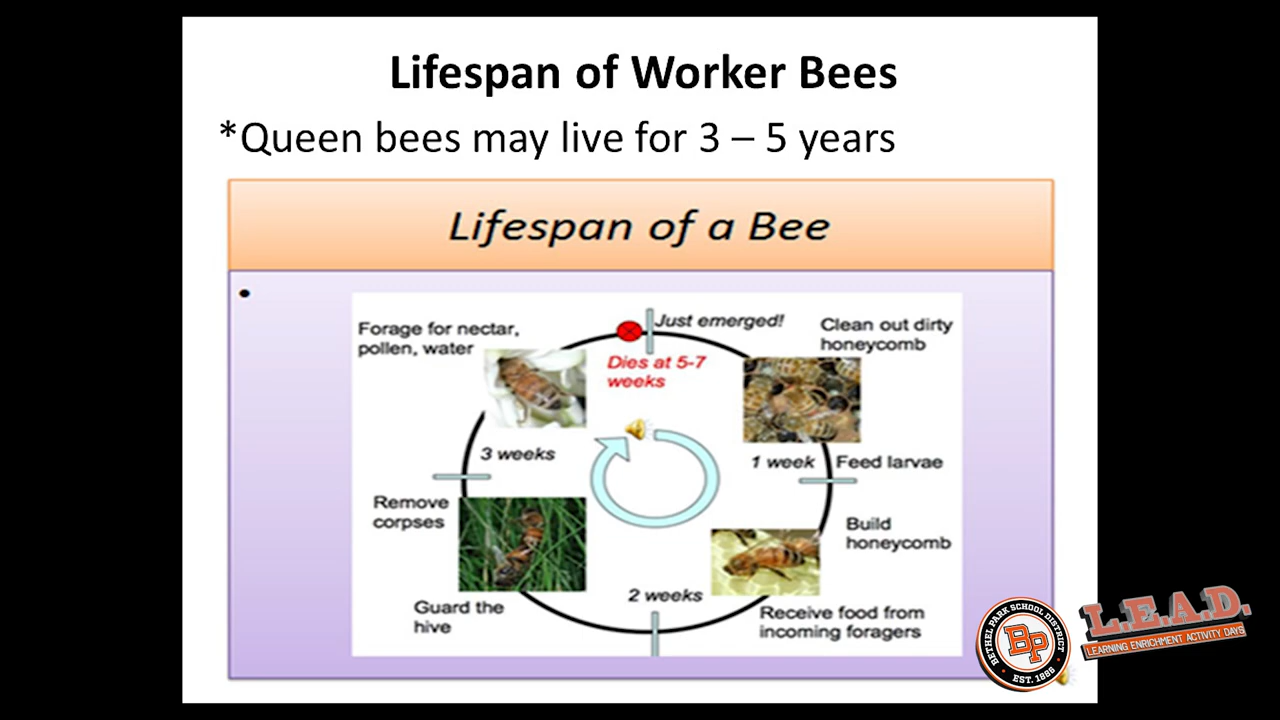 Lifespan of Worker Bees
*Queen bees may live for 3 – 5 years
Lifespan of a Bee
•
Just emerged!
Dies at 5-7
weeks
Clean out dirty
honeycomb
1 week
Feed larvae
Build
honeycomb
Receive food from
incoming foragers
2 weeks
Guard the
hive
Remove
corpses
3 weeks
Forage for nectar,
pollen, water
BETHEL PARK SCHOOL DISTRICT
BP
EST. 1886
L.E.A.D.
LEARNING ENRICHMENT ACTIVITY DAYS